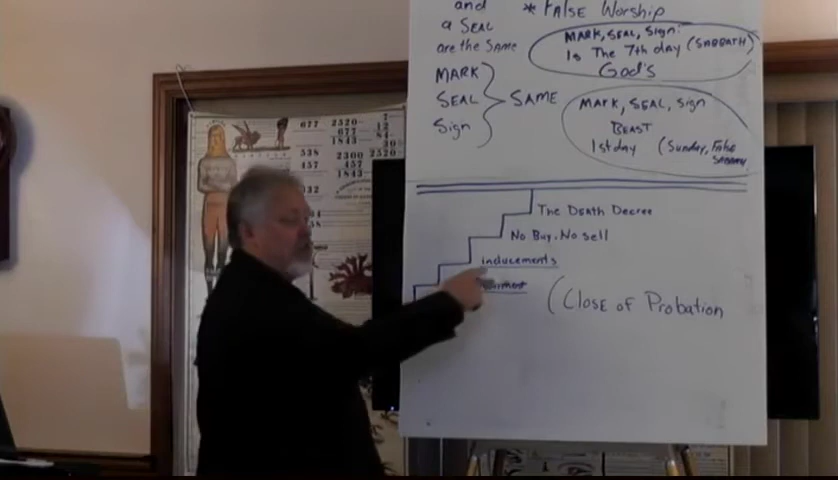 and
a SEAL
are the SAME
MARK
SEAL
Sign
SAME
* FALSE Worship
MARK, SEAL, Sign:
Is The 7th day (SABBATH)
God's
MARK, SEAL, Sign
BEAST
1st day (Sunday, False
Sabbath
The Death Decree
No Buy. No sell
inducements
(Close of Probation
677
2520
677
1843
538
457
2300
457
1843
2520